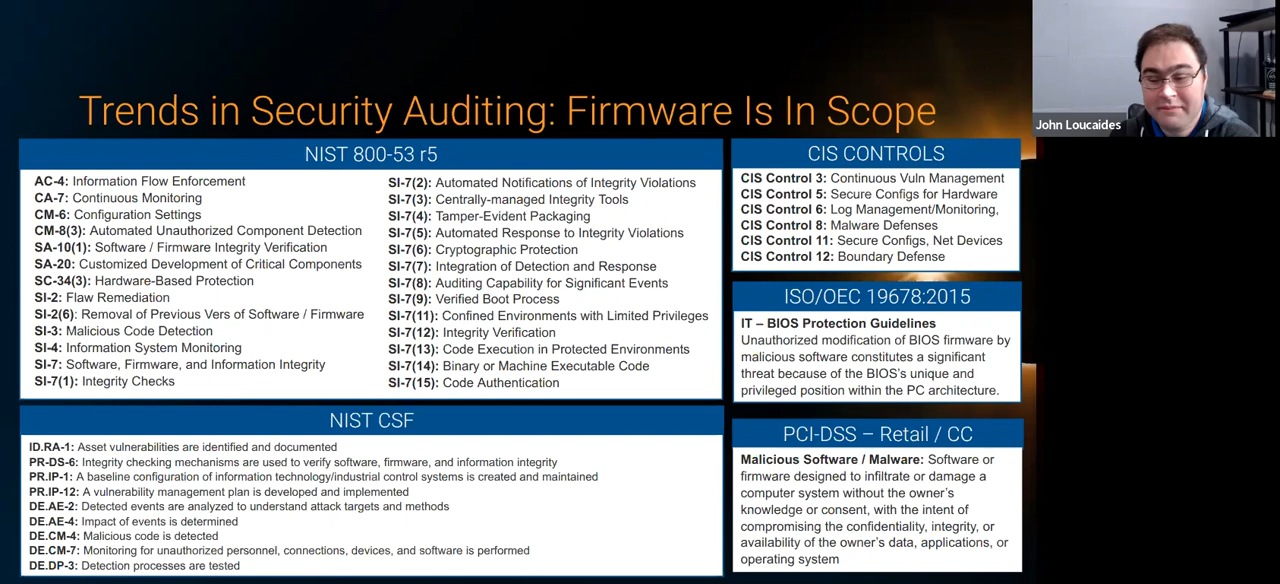 Trends in Security Auditing: Firmware Is In Scope
John Loucaides
NIST 800-53 r5
AC-4: Information Flow Enforcement
CA-7: Continuous Monitoring
CM-6: Configuration Settings
CM-8(3): Automated Unauthorized Component Detection
SA-10(1): Software / Firmware Integrity Verification
SA-20: Customized Development of Critical Components
SC-34(3): Hardware-Based Protection
SI-2: Flaw Remediation
SI-2(6): Removal of Previous Vers of Software / Firmware
SI-3: Malicious Code Detection
SI-4: Information System Monitoring
SI-7: Software, Firmware, and Information Integrity
SI-7(1): Integrity Checks
SI-7(2): Automated Notifications of Integrity Violations
SI-7(3): Centrally-managed Integrity Tools
SI-7(4): Tamper-Evident Packaging
SI-7(5): Automated Response to Integrity Violations
SI-7(6): Cryptographic Protection
SI-7(7): Integration of Detection and Response
SI-7(8): Auditing Capability for Significant Events
SI-7(9): Verified Boot Process
SI-7(11): Confined Environments with Limited Privileges
SI-7(12): Integrity Verification
SI-7(13): Code Execution in Protected Environments
SI-7(14): Binary or Machine Executable Code
SI-7(15): Code Authentication
NIST CSF
ID.RA-1: Asset vulnerabilities are identified and documented
PR-DS-6: Integrity checking mechanisms are used to verify software, firmware, and information integrity
PR.IP-1: A baseline configuration of information technology/industrial control systems is created and maintained
PR.IP-12: A vulnerability management plan is developed and implemented
DE.AE-2: Detected events are analyzed to understand attack targets and methods
DE.AE-4: Impact of events is determined
DE.CM-4: Malicious code is detected
DE.CM-7: Monitoring for unauthorized personnel, connections, devices, and software is performed
DE.DP-3: Detection processes are tested
CIS CONTROLS
CIS Control 3: Continuous Vuln Management
CIS Control 5: Secure Configs for Hardware
CIS Control 6: Log Management/Monitoring,
CIS Control 8: Malware Defenses
CIS Control 11: Secure Configs, Net Devices
CIS Control 12: Boundary Defense
ISO/OEC 19678:2015
IT – BIOS Protection Guidelines
Unauthorized modification of BIOS firmware by
malicious software constitutes a significant
threat because of the BIOS's unique and
privileged position within the PC architecture.
PCI-DSS – Retail / CC
Malicious Software / Malware: Software or
firmware designed to infiltrate or damage a
computer system without the owner's
knowledge or consent, with the intent of
compromising the confidentiality, integrity, or
availability of the owner's data, applications, or
operating system